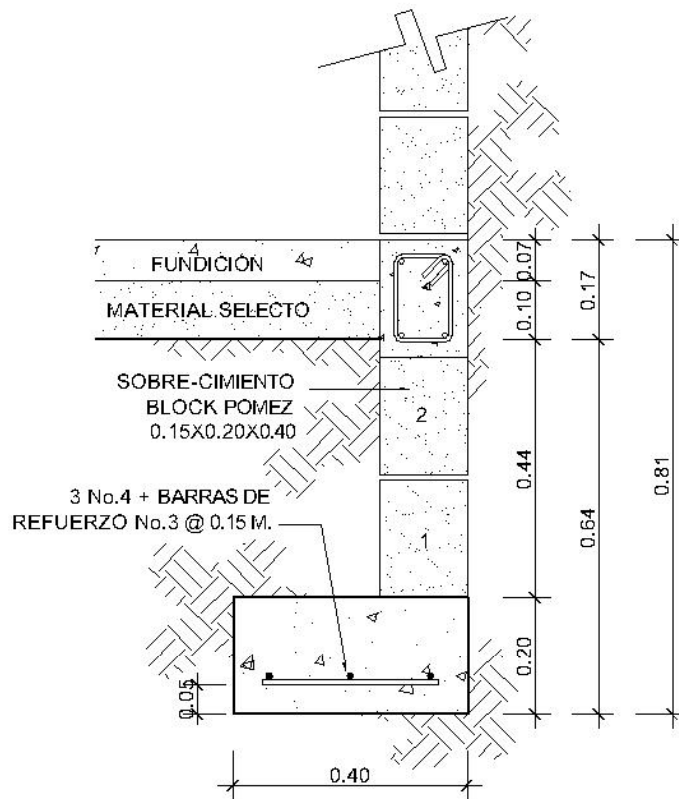 FUNDICIÓN
MATERIAL SELECTO
SOBRE-CIMIENTO
BLOCK POMEZ
0.15X0.20X0.40
3 No.4 + BARRAS DE
REFUERZO No.3 @ 0.15 M.
2
1
0.07
0.10
0.17
0.44
0.64
0.81
0.20
0.05
0.40